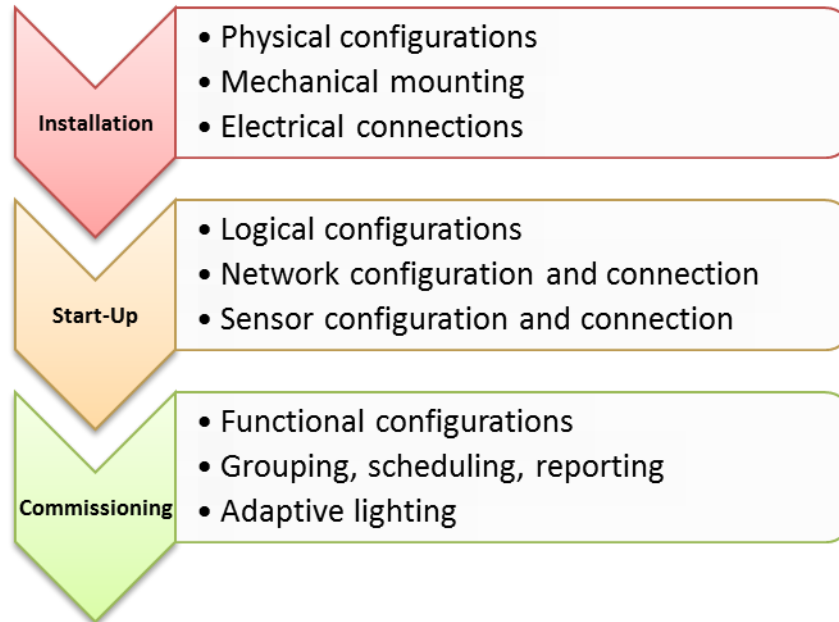 Installation
• Physical configurations
• Mechanical mounting
• Electrical connections
Start-Up
• Logical configurations
• Network configuration and connection
• Sensor configuration and connection
Commissioning
• Functional configurations
• Grouping, scheduling, reporting
• Adaptive lighting